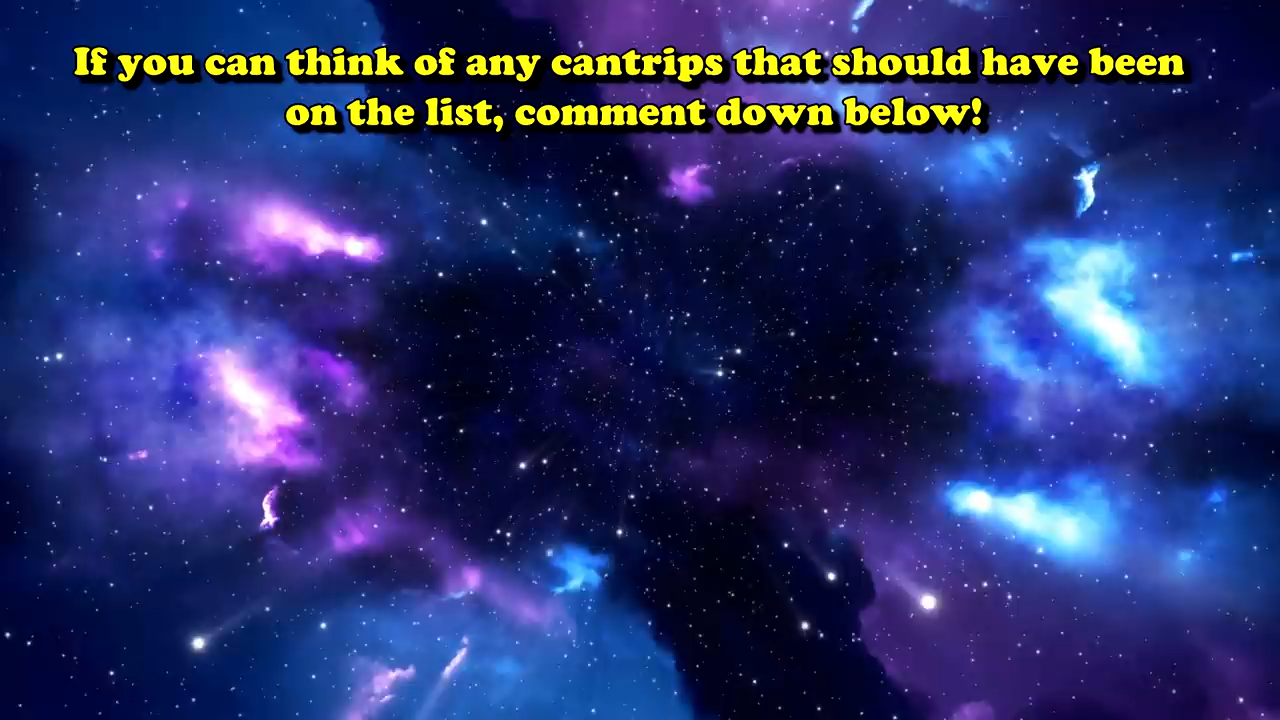 If you can think of any cantrips that should have been
on the list, comment down below!